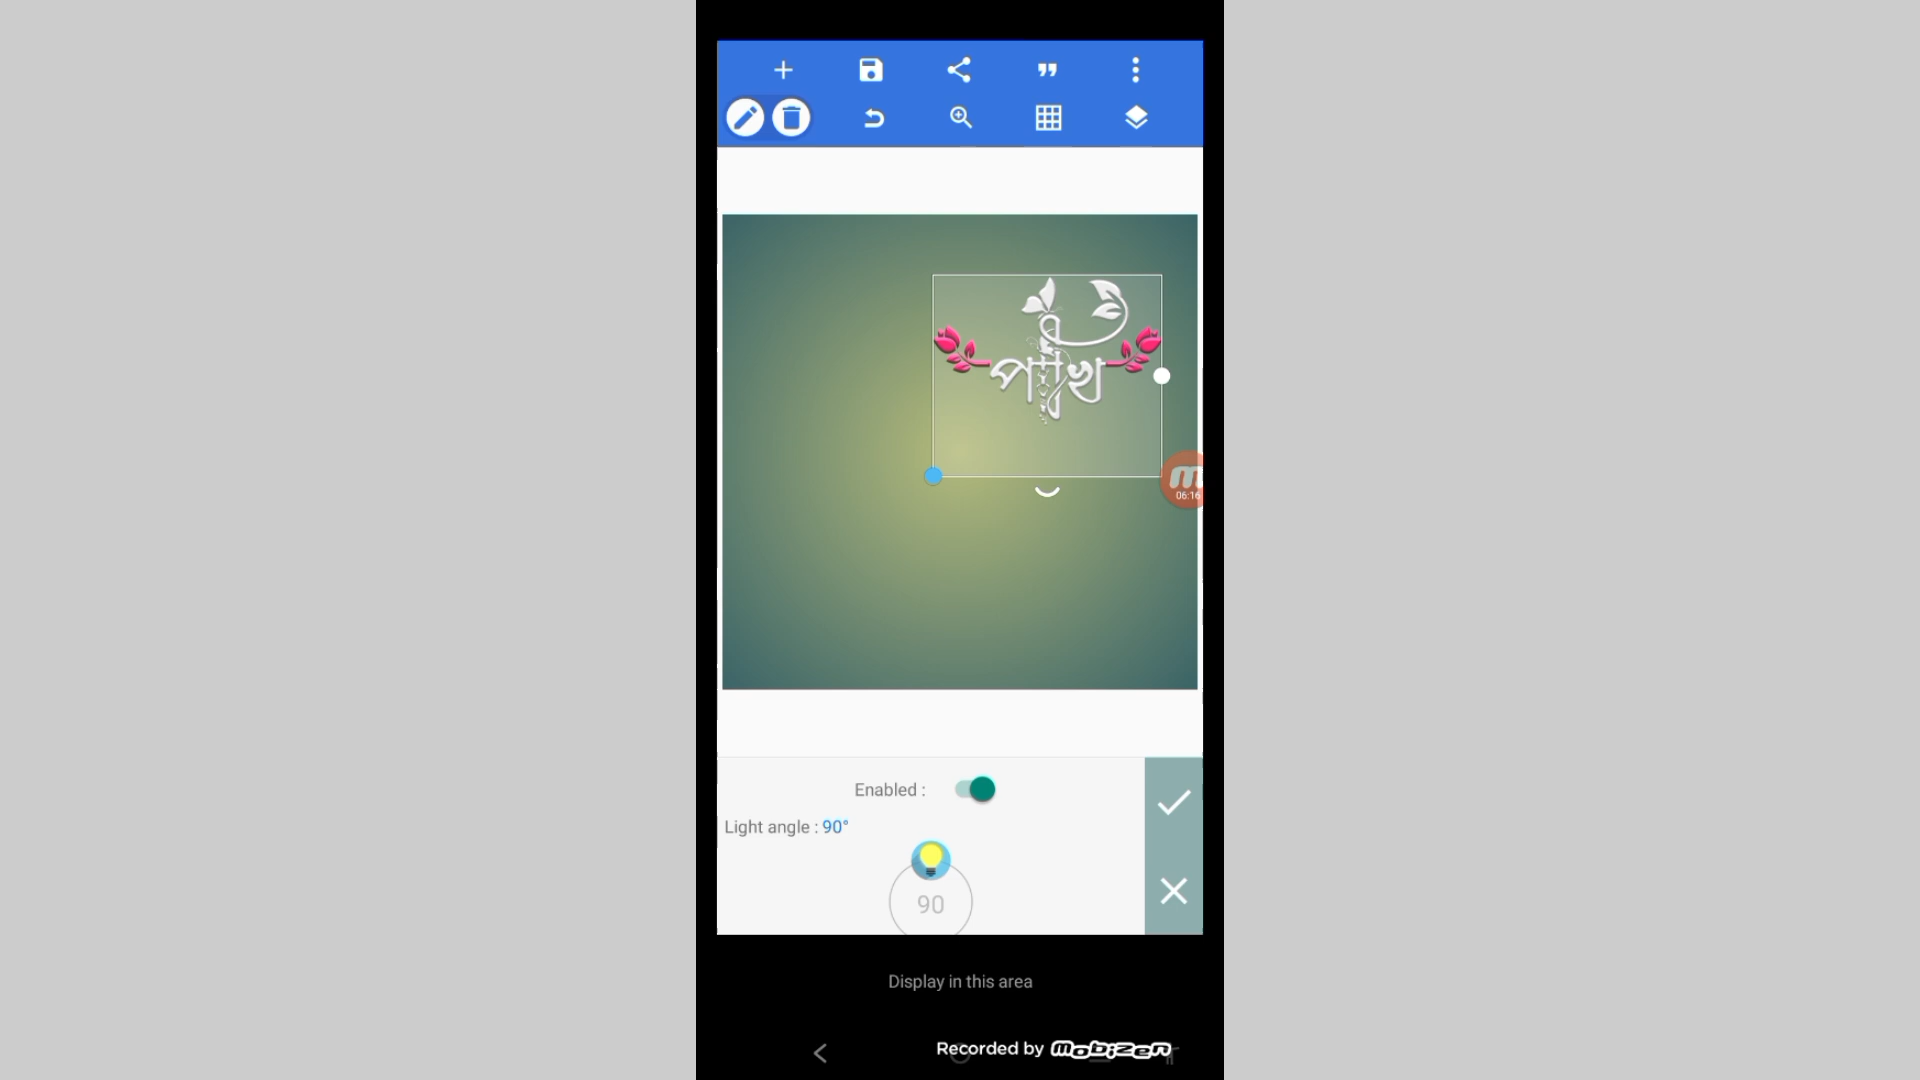 পাখি
06:16
Enabled :
Light angle : 90°
90
Display in this area
Recorded by mobizen